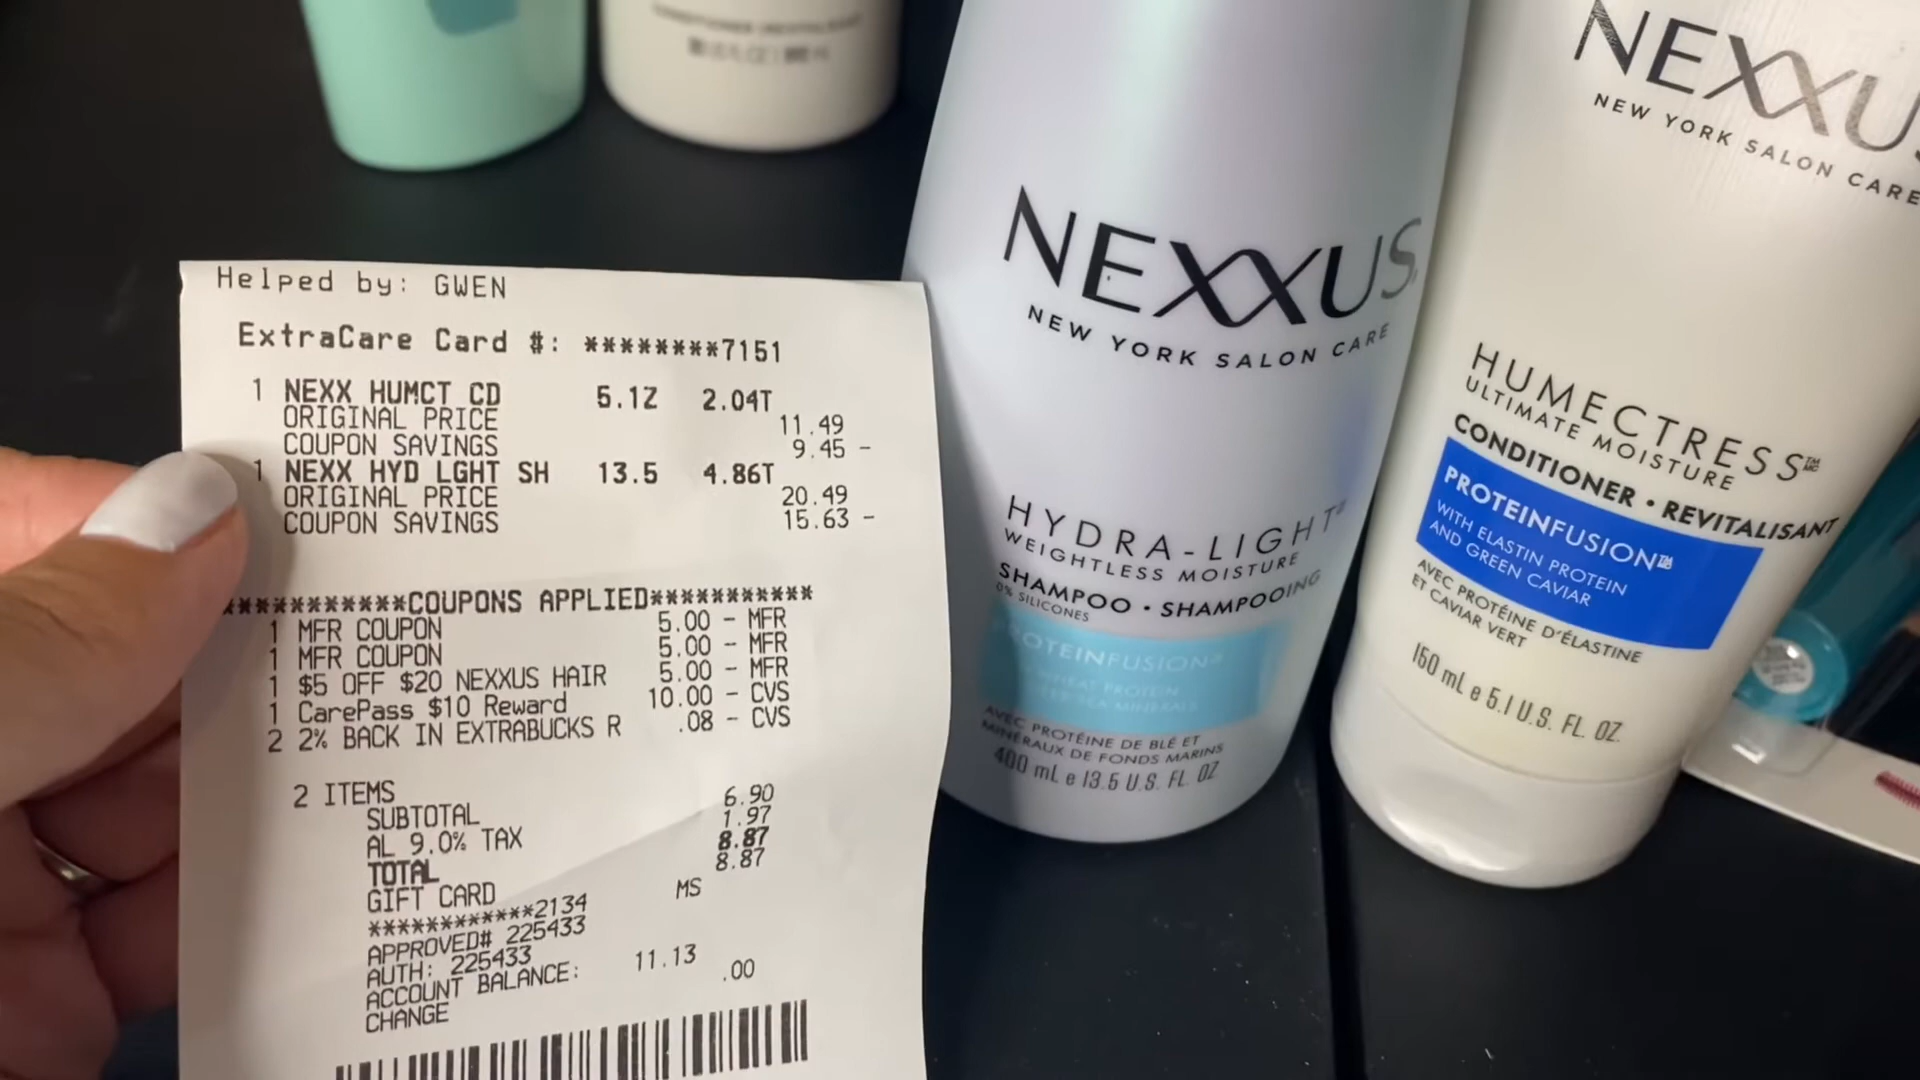 Helped by: GWEN
ExtraCare Card #: ********7151
1 NEXX HUMCT CD 5.1Z 2.04T
ORIGINAL PRICE 11.49
COUPON SAVINGS 9.45 -
1 NEXX HYD LGHT SH 13.5 4.86T
ORIGINAL PRICE 20.49
COUPON SAVINGS 15.63 -
***********COUPONS APPLIED***********
1 MFR COUPON 5.00 - MFR
1 MFR COUPON 5.00 - MFR
1 $5 OFF $20 NEXXUS HAIR 5.00 - MFR
1 CarePass $10 Reward 10.00 - CVS
2 2% BACK IN EXTRABUCKS R .08 - CVS
2 ITEMS
SUBTOTAL 6.90
AL 9.0% TAX 1.97
TOTAL 8.87
GIFT CARD 8.87
************2134 MS
APPROVED# 225433
AUTH: 225433
ACCOUNT BALANCE: 11.13
CHANGE .00
NEXXUS
NEW YORK SALON CARE
HYDRA-LIGHT
WEIGHTLESS MOISTURE
SHAMPOO • SHAMPOOING
0% SILICONES
PROTEINFUSION
WHEAT PROTEIN
SEA MINERALS
AVEC PROTÉINE DE BLÉ ET
MINÉRAUX DE FONDS MARINS
400 mL e 13.5 U.S. FL. OZ
NEXXUS
NEW YORK SALON CARE
HUMECTRESS™
ULTIMATE MOISTURE
CONDITIONER • REVITALISANT
PROTEINFUSION
WITH ELASTIN PROTEIN
AND GREEN CAVIAR
AVEC PROTÉINE D'ÉLASTINE
ET CAVIAR VERT
150 mL e 5.1 U.S. FL. OZ.